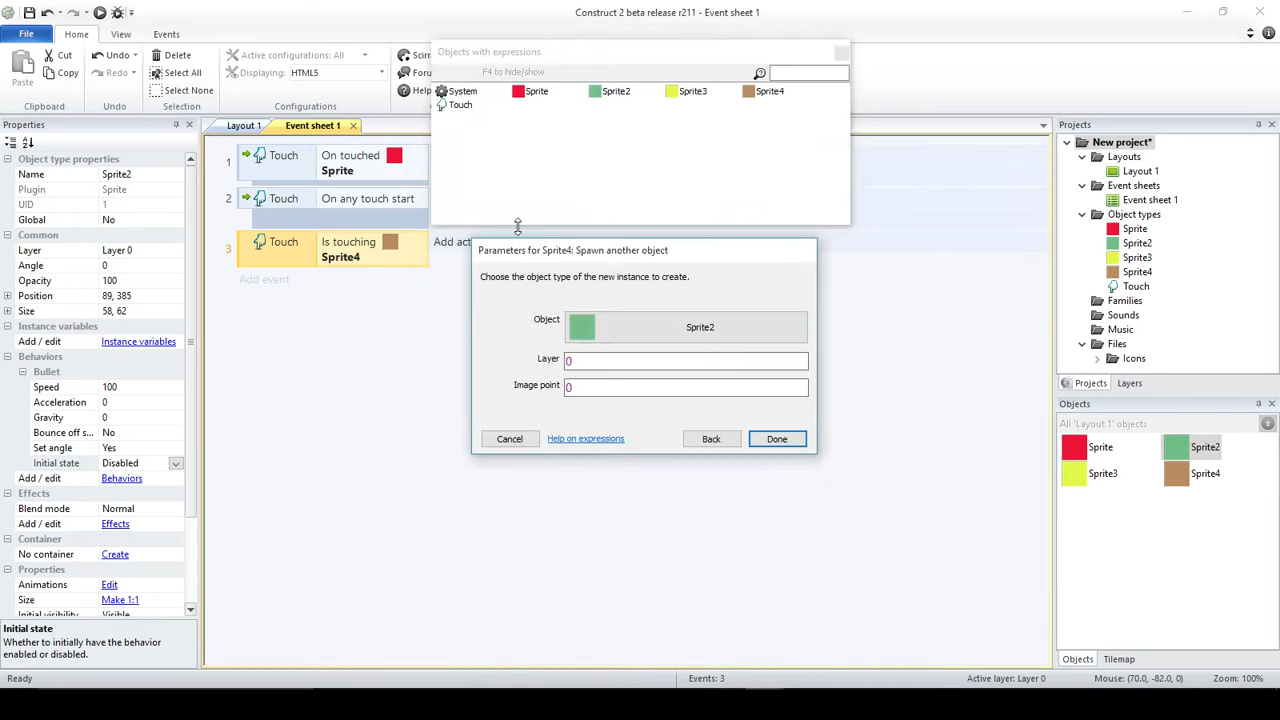 Construct 2 beta release r211 - Event sheet 1
File Home View Events
Paste
Cut
Copy
Clipboard
Undo
Redo
Undo
Delete
Select All
Select None
Selection
Active configurations: All
Displaying: HTML5
Configurations
Scirr
Foru
Help
Objects with expressions
F4 to hide/show
System Sprite Sprite2 Sprite3 Sprite4
Touch
Properties
Object type properties
Name Sprite2
Plugin Sprite
UID 1
Global No
Common
Layer Layer 0
Angle 0
Opacity 100
Position 89, 385
Size 58, 62
Instance variables
Add / edit Instance variables
Behaviors
Bullet
Speed 100
Acceleration 0
Gravity 0
Bounce off s... No
Set angle Yes
Initial state Disabled
Add / edit Behaviors
Effects
Blend mode Normal
Add / edit Effects
Container
No container Create
Properties
Animations Edit
Size Make 1:1
Initial visibility Visible
Initial state
Whether to initially have the behavior
enabled or disabled.
Layout 1 Event sheet 1
1 Touch On touched
Sprite
2 Touch On any touch start
3 Touch Is touching
Sprite4
Add act
Add event
Parameters for Sprite4: Spawn another object
Choose the object type of the new instance to create.
Object Sprite2
Layer 0
Image point 0
Cancel Help on expressions Back Done
Projects
New project*
Layouts
Layout 1
Event sheets
Event sheet 1
Object types
Sprite
Sprite2
Sprite3
Sprite4
Touch
Families
Sounds
Music
Files
Icons
Projects Layers
Objects
All 'Layout 1' objects
Sprite Sprite2
Sprite3 Sprite4
Objects Tilemap
Ready Events: 3 Active layer: Layer 0 Mouse: (70.0, -82.0, 0) Zoom: 100%